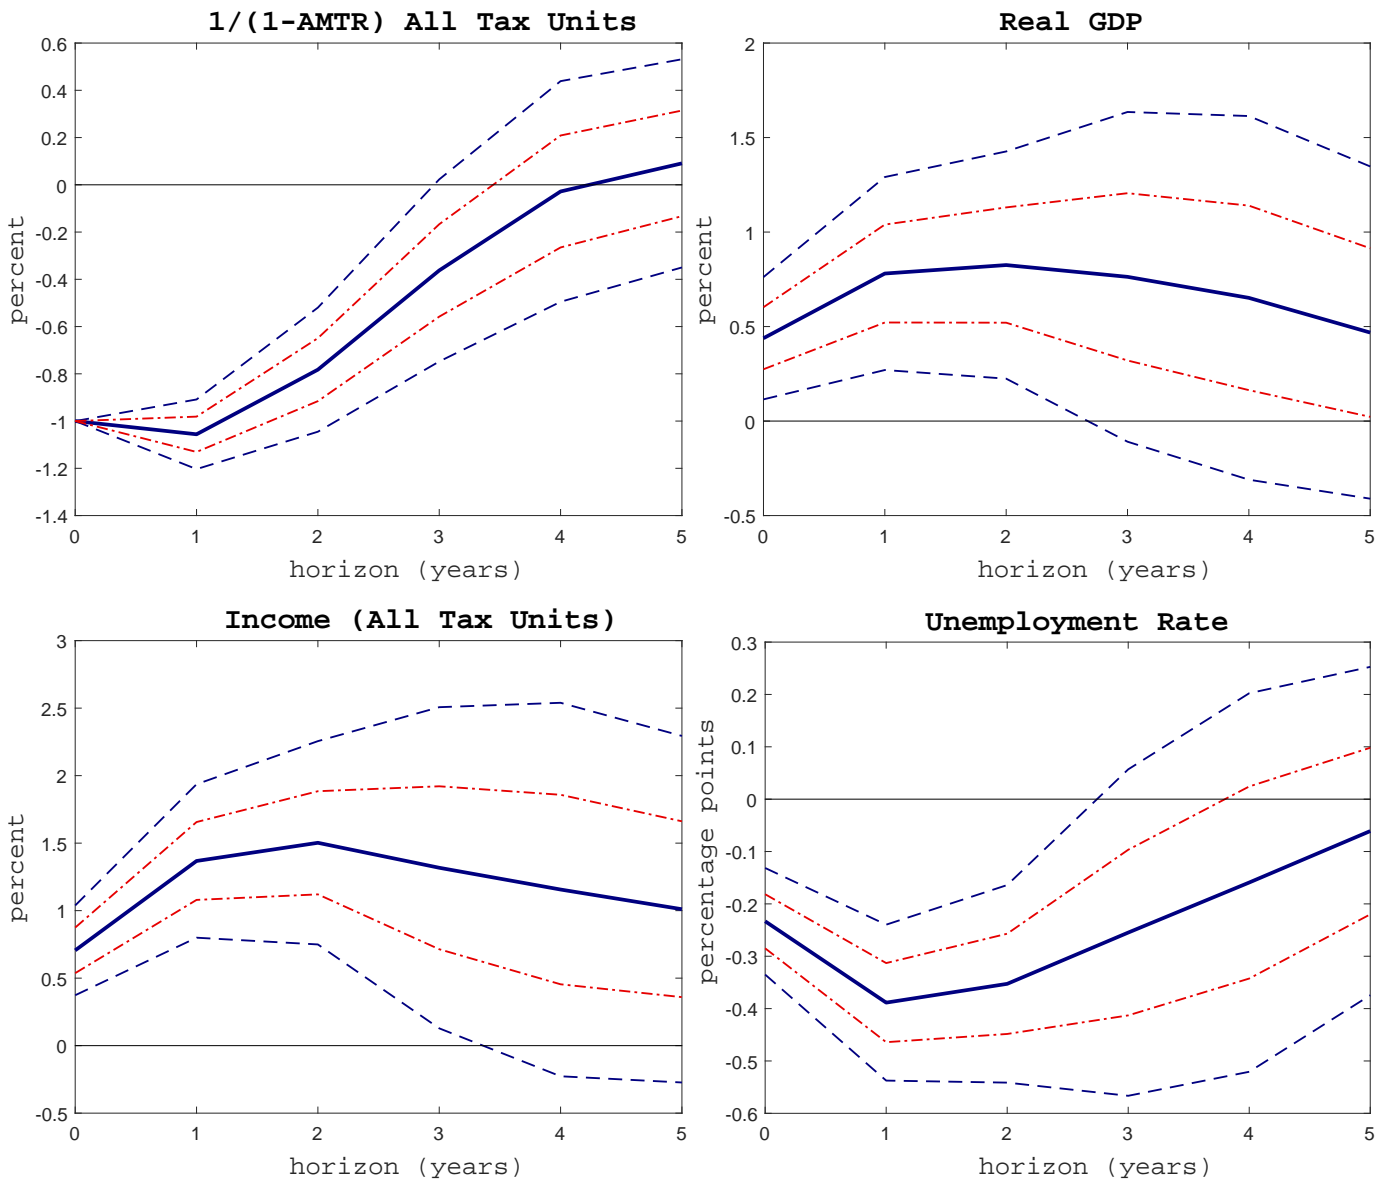 1/(1-AMTR) All Tax Units
0.6
0.4
0.2
0
-0.2
-0.4
-0.6
-0.8
-1
-1.2
-1.4
percent
0 1 2 3 4 5
horizon (years)
Real GDP
2
1.5
1
0.5
0
-0.5
percent
0 1 2 3 4 5
horizon (years)
Income (All Tax Units)
3
2.5
2
1.5
1
0.5
0
-0.5
percent
0 1 2 3 4 5
horizon (years)
Unemployment Rate
0.3
0.2
0.1
0
-0.1
-0.2
-0.3
-0.4
-0.5
-0.6
percentage points
0 1 2 3 4 5
horizon (years)